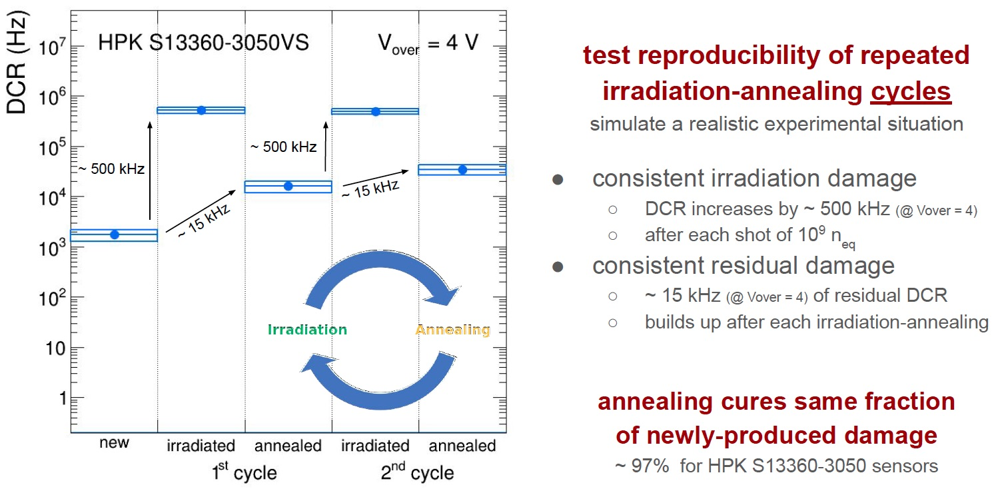 DCR (Hz)
HPK S13360-3050VS
V_over = 4 V
10⁷
10⁶
10⁵
10⁴
10³
10²
10
1
~ 500 kHz
~ 15 kHz
~ 500 kHz
~ 15 kHz
Irradiation
Annealing
new
irradiated
annealed
irradiated
annealed
1st cycle
2nd cycle
test reproducibility of repeated
irradiation-annealing cycles
simulate a realistic experimental situation
● consistent irradiation damage
○ DCR increases by ~ 500 kHz (@ Vover = 4)
○ after each shot of 10⁹ n_eq
● consistent residual damage
○ ~ 15 kHz (@ Vover = 4) of residual DCR
○ builds up after each irradiation-annealing
annealing cures same fraction
of newly-produced damage
~ 97% for HPK S13360-3050 sensors